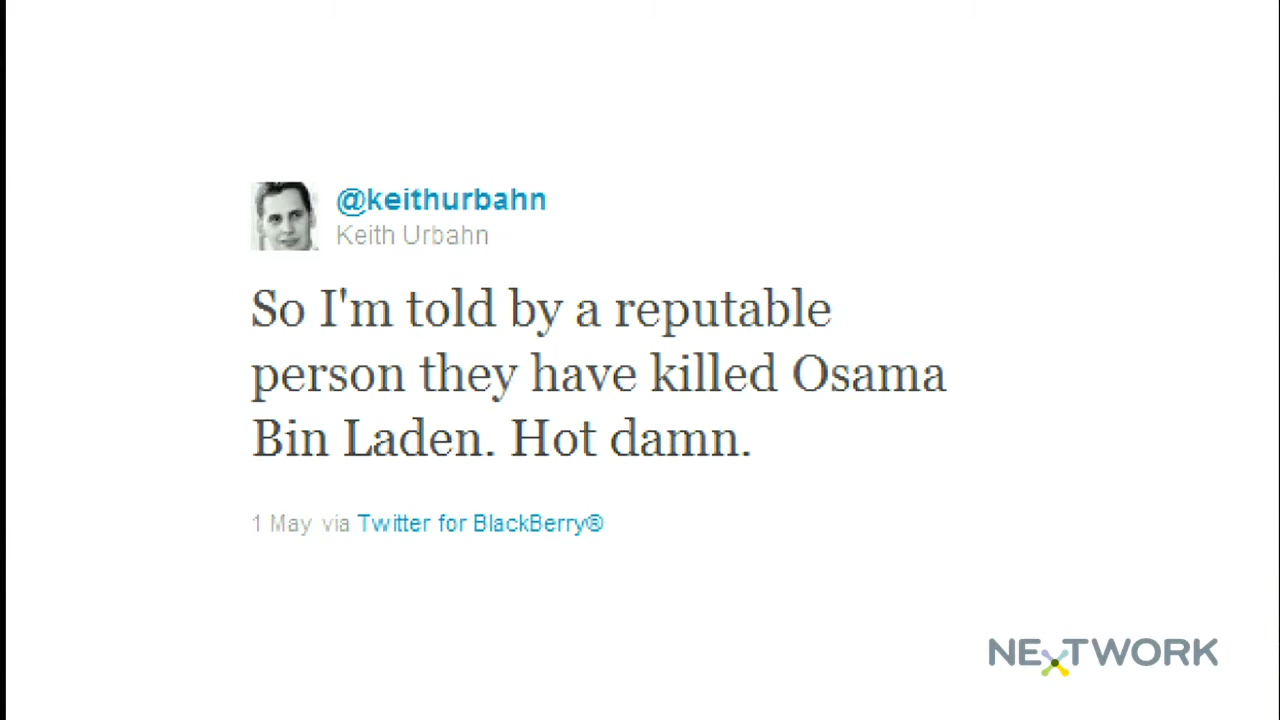 @keithurbahn
Keith Urbahn
So I'm told by a reputable
person they have killed Osama
Bin Laden. Hot damn.
1 May via Twitter for BlackBerry®
NEXTWORK